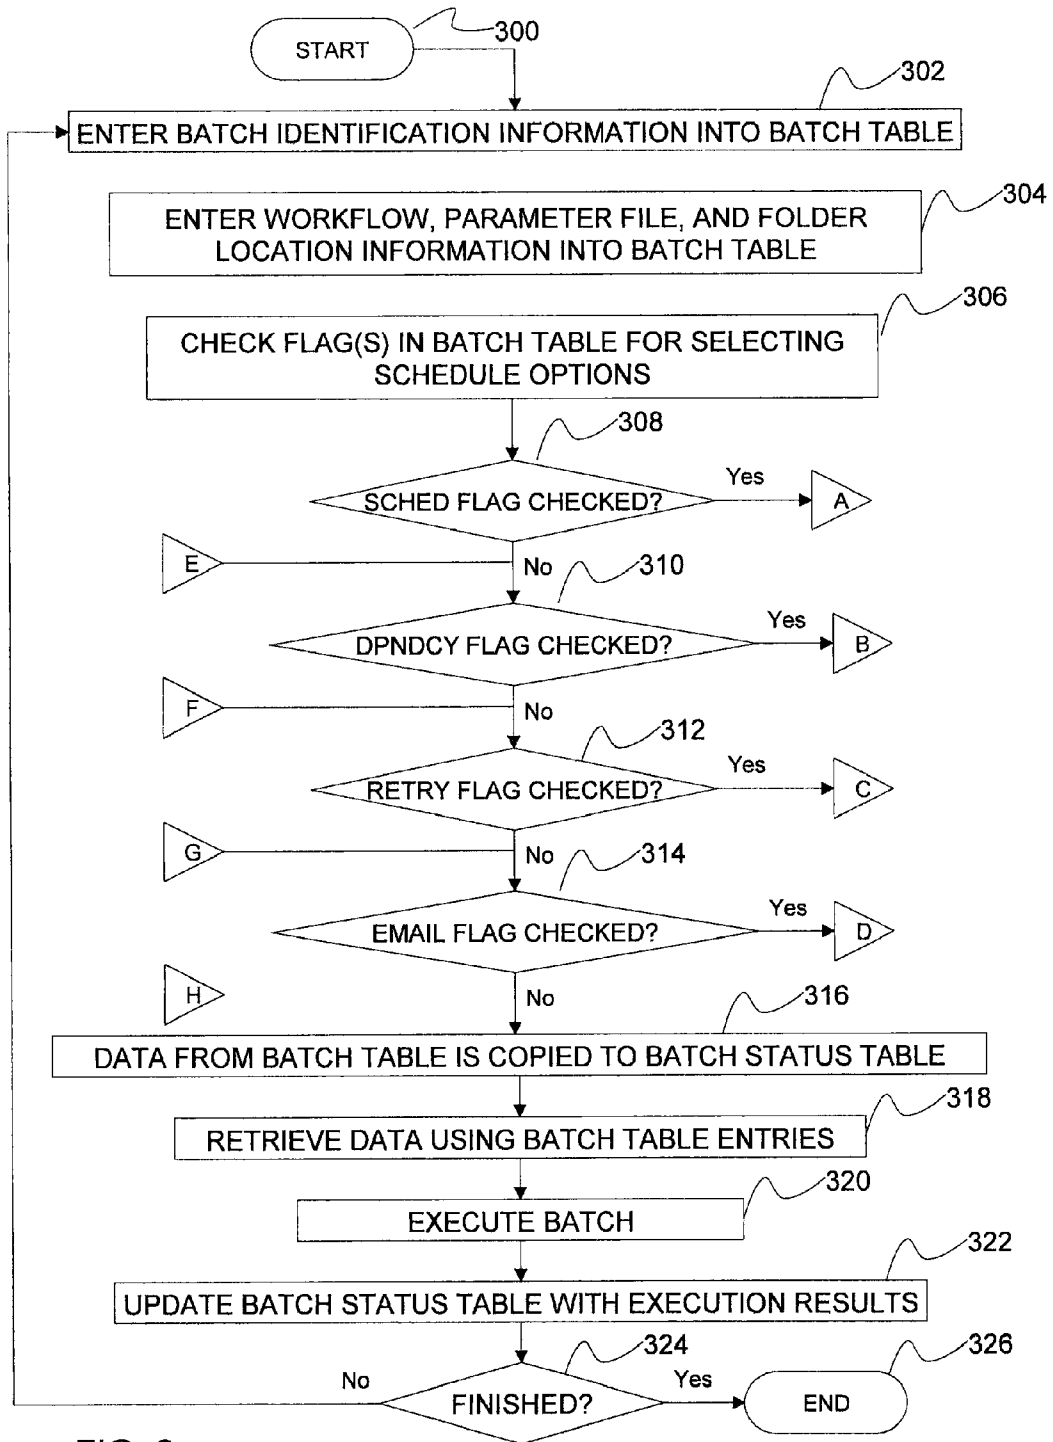 START
300
302
ENTER BATCH IDENTIFICATION INFORMATION INTO BATCH TABLE
304
ENTER WORKFLOW, PARAMETER FILE, AND FOLDER
LOCATION INFORMATION INTO BATCH TABLE
306
CHECK FLAG(S) IN BATCH TABLE FOR SELECTING
SCHEDULE OPTIONS
308
SCHED FLAG CHECKED?
Yes
A
E
No
310
DPNDCY FLAG CHECKED?
Yes
B
F
No
312
RETRY FLAG CHECKED?
Yes
C
G
No
314
EMAIL FLAG CHECKED?
Yes
D
H
No
316
DATA FROM BATCH TABLE IS COPIED TO BATCH STATUS TABLE
318
RETRIEVE DATA USING BATCH TABLE ENTRIES
320
EXECUTE BATCH
322
UPDATE BATCH STATUS TABLE WITH EXECUTION RESULTS
324
326
No
FINISHED?
Yes
END